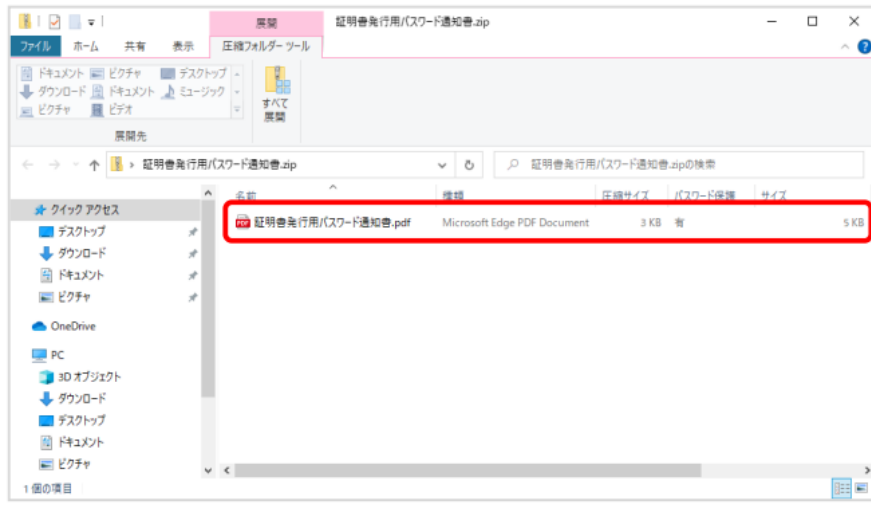 展開
証明書発行用パスワード通知書.zip
ファイル ホーム 共有 表示 圧縮フォルダー ツール
ドキュメント ピクチャ デスクトップ
ダウンロード ドキュメント ミュージック
ピクチャ ビデオ
すべて
展開
展開先
証明書発行用パスワード通知書.zip
証明書発行用パスワード通知書.zipの検索
名前 種類 圧縮サイズ パスワード保護 サイズ
証明書発行用パスワード通知書.pdf Microsoft Edge PDF Document 3 KB 有 5 KB
クイック アクセス
デスクトップ
ダウンロード
ドキュメント
ピクチャ
OneDrive
PC
3D オブジェクト
ダウンロード
デスクトップ
ドキュメント
ピクチャ
1 個の項目